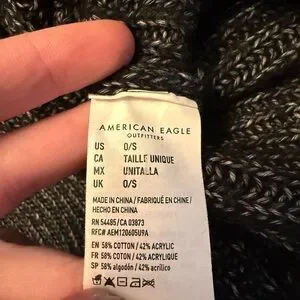 AMERICAN EAGLE
OUTFITTERS
US O/S
CA TAILLE UNIQUE
MX UNITALLA
UK O/S
MADE IN CHINA / FABRIQUÉ EN CHINE /
HECHO EN CHINA
RN 54485/CA 03873
RFC# AEM120605U9A
EN 58% COTTON / 42% ACRYLIC
FR 58% COTON / 42% ACRYLIQUE
SP 58% algodón / 42% acrílico